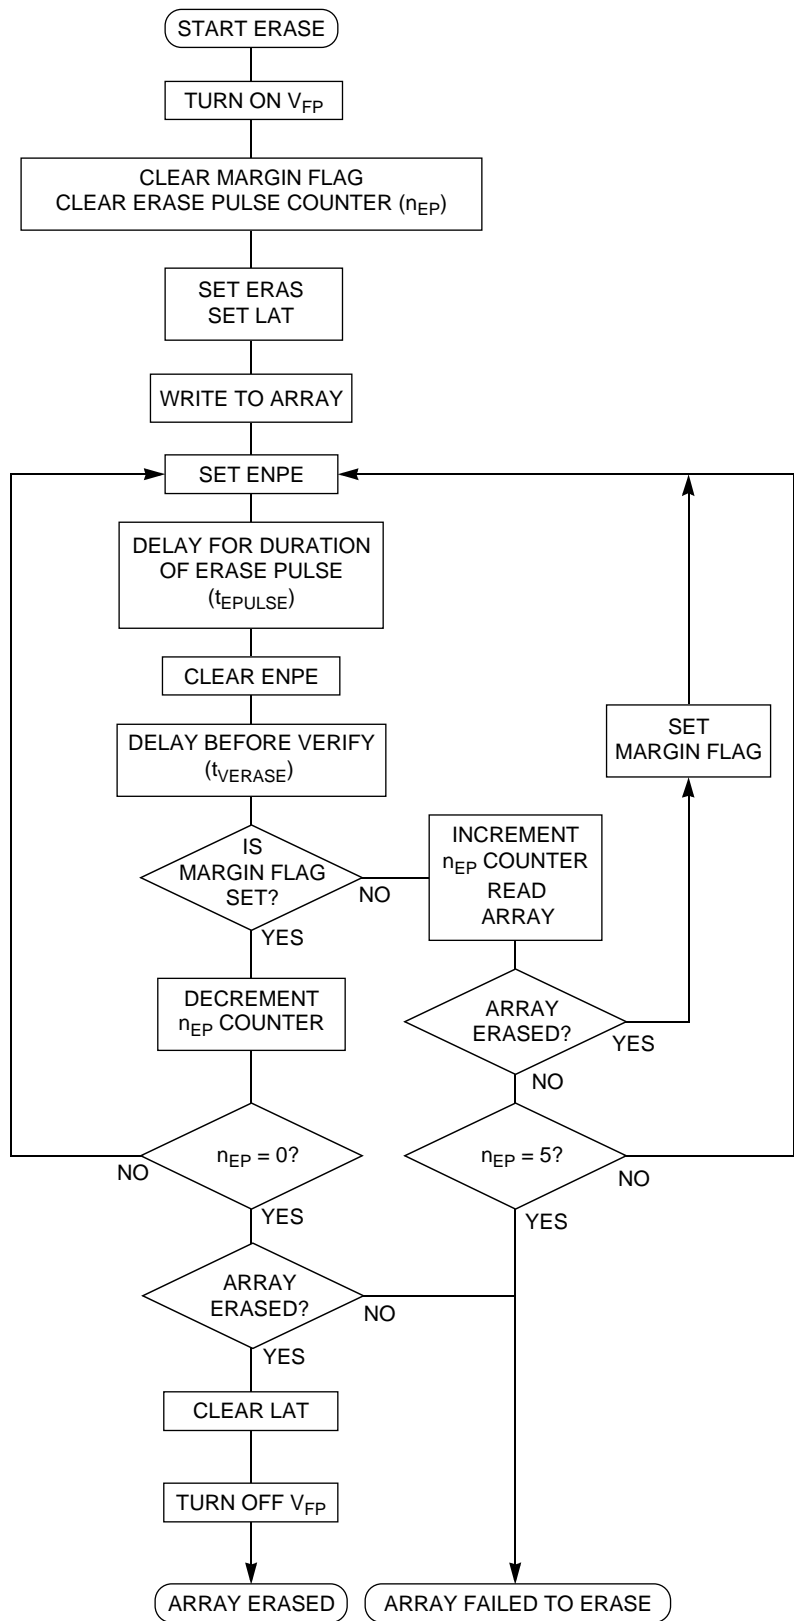 START ERASE
TURN ON VFP
CLEAR MARGIN FLAG
CLEAR ERASE PULSE COUNTER (nEP)
SET ERAS
SET LAT
WRITE TO ARRAY
SET ENPE
DELAY FOR DURATION
OF ERASE PULSE
(tEPULSE)
CLEAR ENPE
DELAY BEFORE VERIFY
(tVERASE)
SET
MARGIN FLAG
IS
MARGIN FLAG
SET?
NO
YES
INCREMENT
nEP COUNTER
READ
ARRAY
DECREMENT
nEP COUNTER
ARRAY
ERASED?
YES
NO
nEP = 0?
NO
YES
nEP = 5?
NO
YES
ARRAY
ERASED?
NO
YES
CLEAR LAT
TURN OFF VFP
ARRAY ERASED
ARRAY FAILED TO ERASE